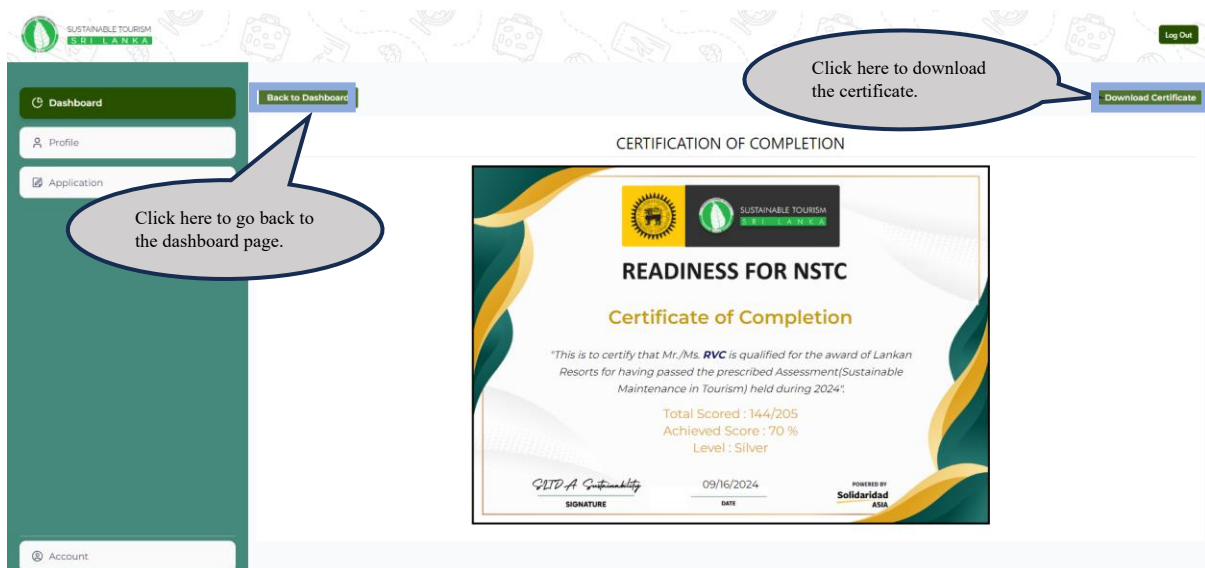 SUSTAINABLE TOURISM
SRI LANKA
Log Out
Click here to download
the certificate.
Dashboard
Back to Dashboard
Download Certificate
Profile
CERTIFICATION OF COMPLETION
Application
Click here to go back to
the dashboard page.
SUSTAINABLE TOURISM
SRI LANKA
READINESS FOR NSTC
Certificate of Completion
"This is to certify that Mr./Ms. RVC is qualified for the award of Lankan
Resorts for having passed the prescribed Assessment(Sustainable
Maintenance in Tourism) held during 2024".
Total Scored : 144/205
Achieved Score : 70 %
Level : Silver
SLTDA Sustainability
09/16/2024
SIGNATURE
DATE
POWERED BY
Solidaridad
ASIA
Account